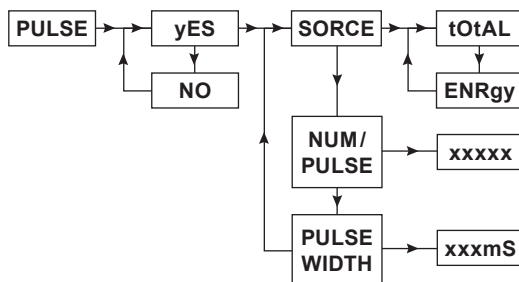 PULSE
yES
SORCE
tOtAL
NO
ENRgy
NUM/
PULSE
xxxxx
PULSE
WIDTH
xxxmS